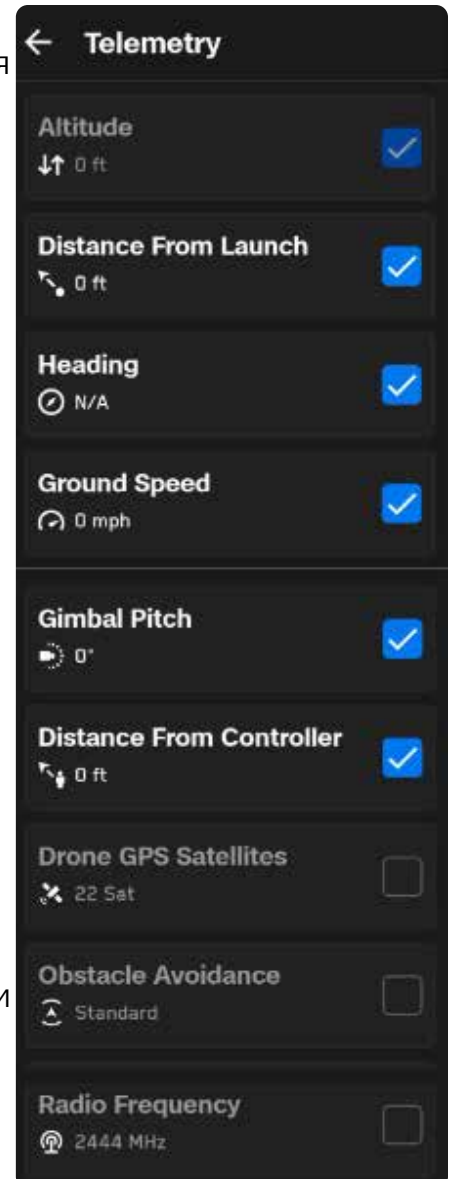 Telemetry
я
Altitude
0 ft
Distance From Launch
0 ft
Heading
N/A
Ground Speed
0 mph
Gimbal Pitch
0°
Distance From Controller
0 ft
Drone GPS Satellites
22 Sat
Obstacle Avoidance
и
Standard
Radio Frequency
2444 MHz